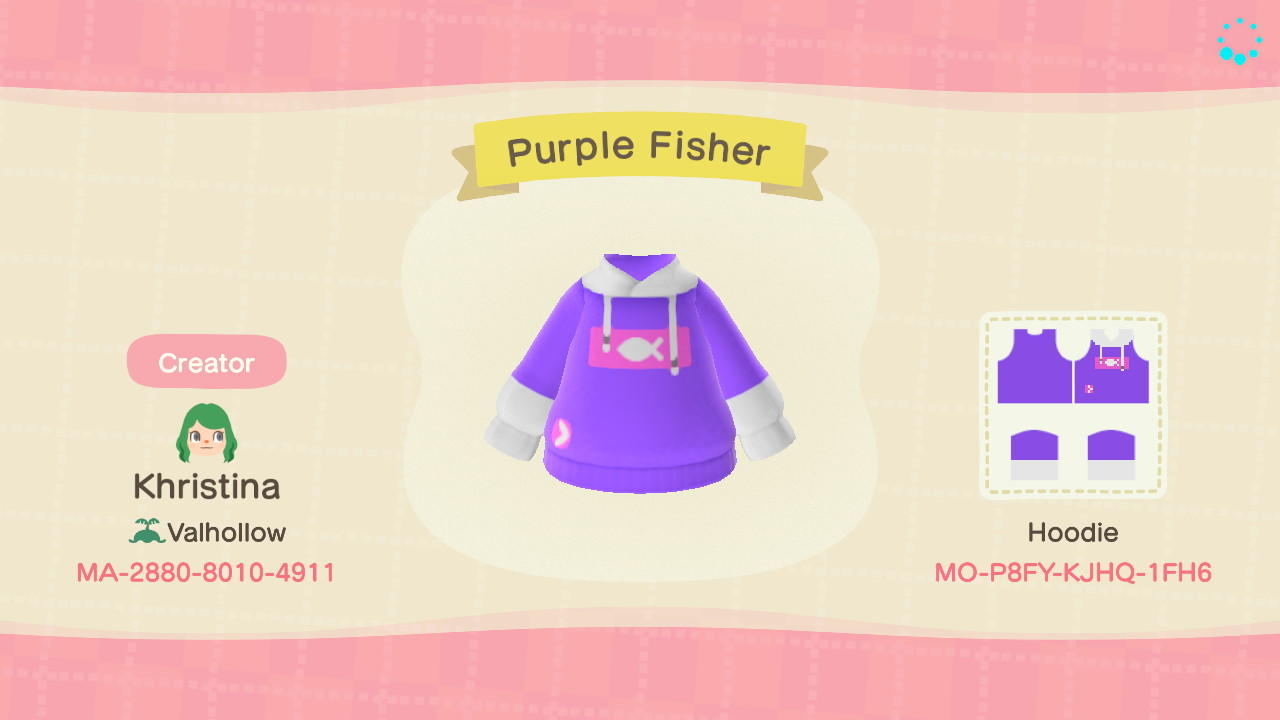 Purple Fisher
Creator
Khristina
Valhollow
MA-2880-8010-4911
Hoodie
MO-P8FY-KJHQ-1FH6